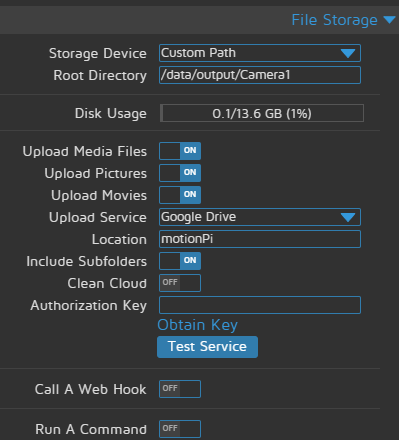 File Storage
Storage Device Custom Path
Root Directory /data/output/Camera1
Disk Usage 0.1/13.6 GB (1%)
Upload Media Files ON
Upload Pictures ON
Upload Movies ON
Upload Service Google Drive
Location motionPi
Include Subfolders ON
Clean Cloud OFF
Authorization Key
Obtain Key
Test Service
Call A Web Hook OFF
Run A Command OFF